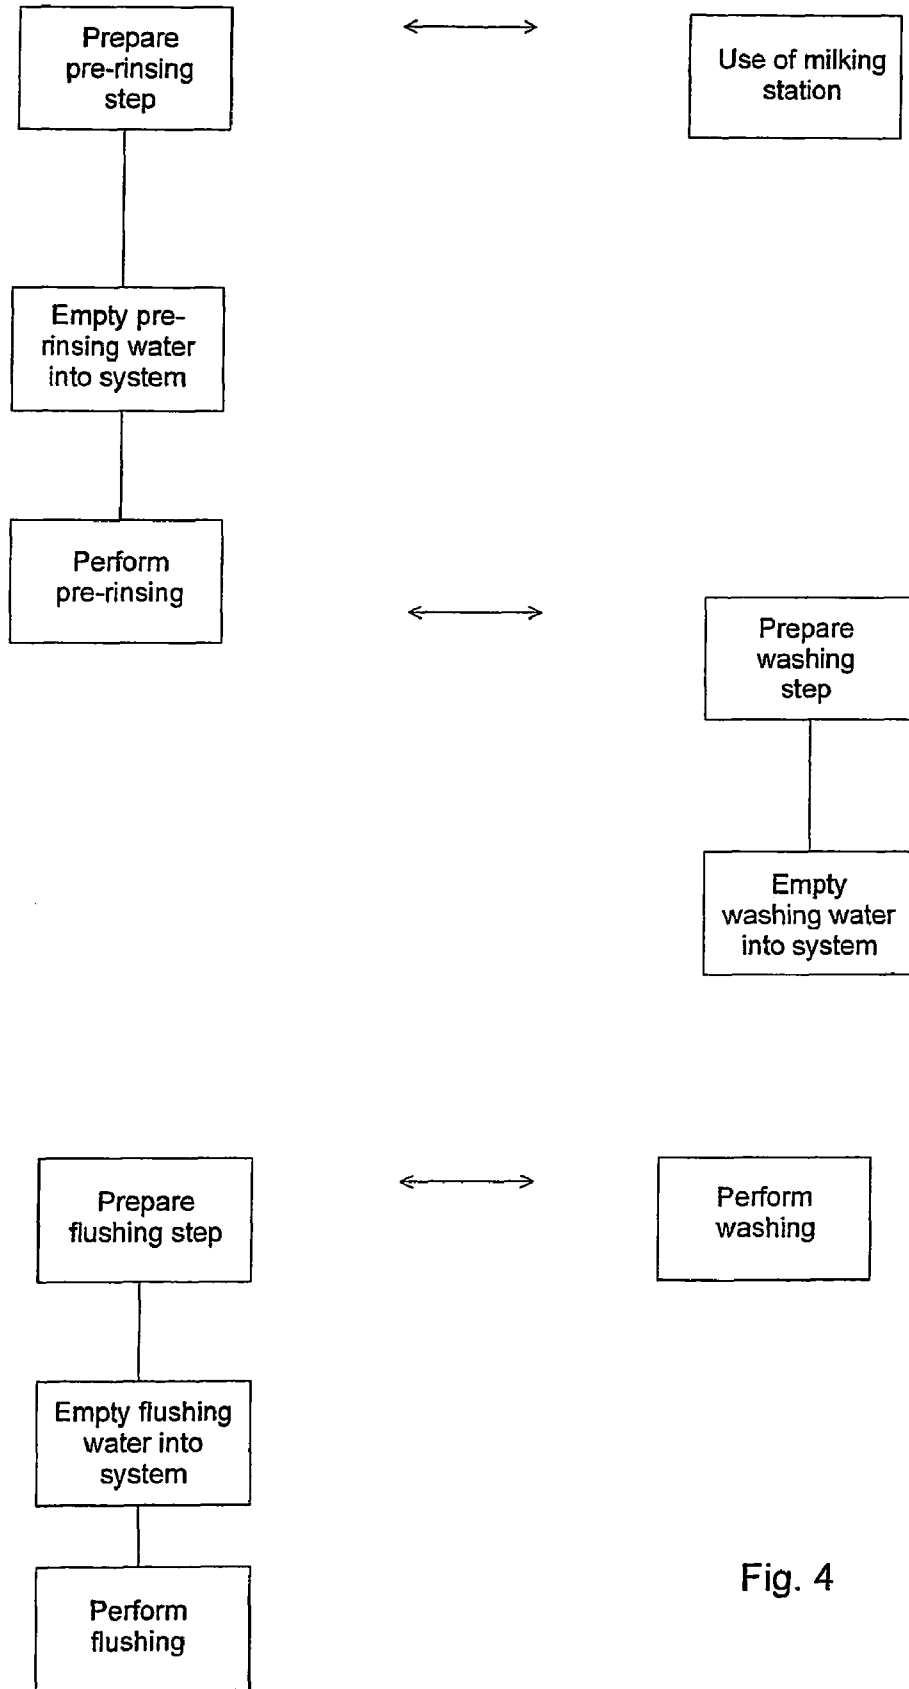 Prepare
pre-rinsing
step
Use of milking
station
Empty pre-
rinsing water
into system
Perform
pre-rinsing
Prepare
washing
step
Empty
washing water
into system
Prepare
flushing step
Perform
washing
Empty flushing
water into
system
Perform
flushing
Fig. 4